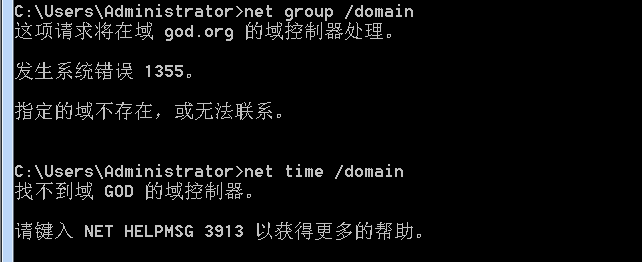 C:\Users\Administrator>net group /domain
这项请求将在域 god.org 的域控制器处理。
发生系统错误 1355。
指定的域不存在，或无法联系。
C:\Users\Administrator>net time /domain
找不到域 GOD 的域控制器。
请键入 NET HELPMSG 3913 以获得更多的帮助。